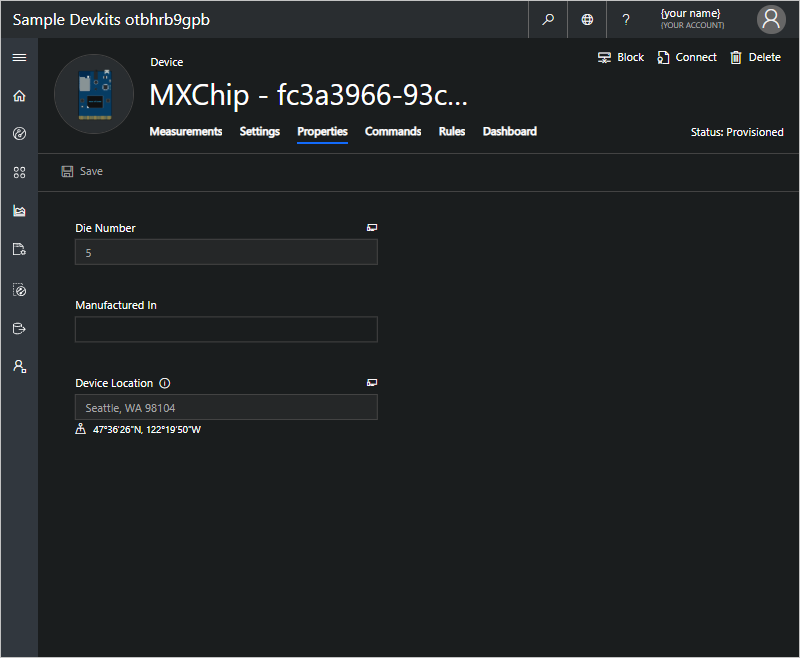 Sample Devkits otbhrb9gpb
?
{your name}
(YOUR ACCOUNT)
Device
Block
Connect
Delete
MXChip - fc3a3966-93c...
Measurements Settings Properties Commands Rules Dashboard
Status: Provisioned
Save
Die Number
5
Manufactured In
Device Location
Seattle, WA 98104
47°36'26"N, 122°19'50"W